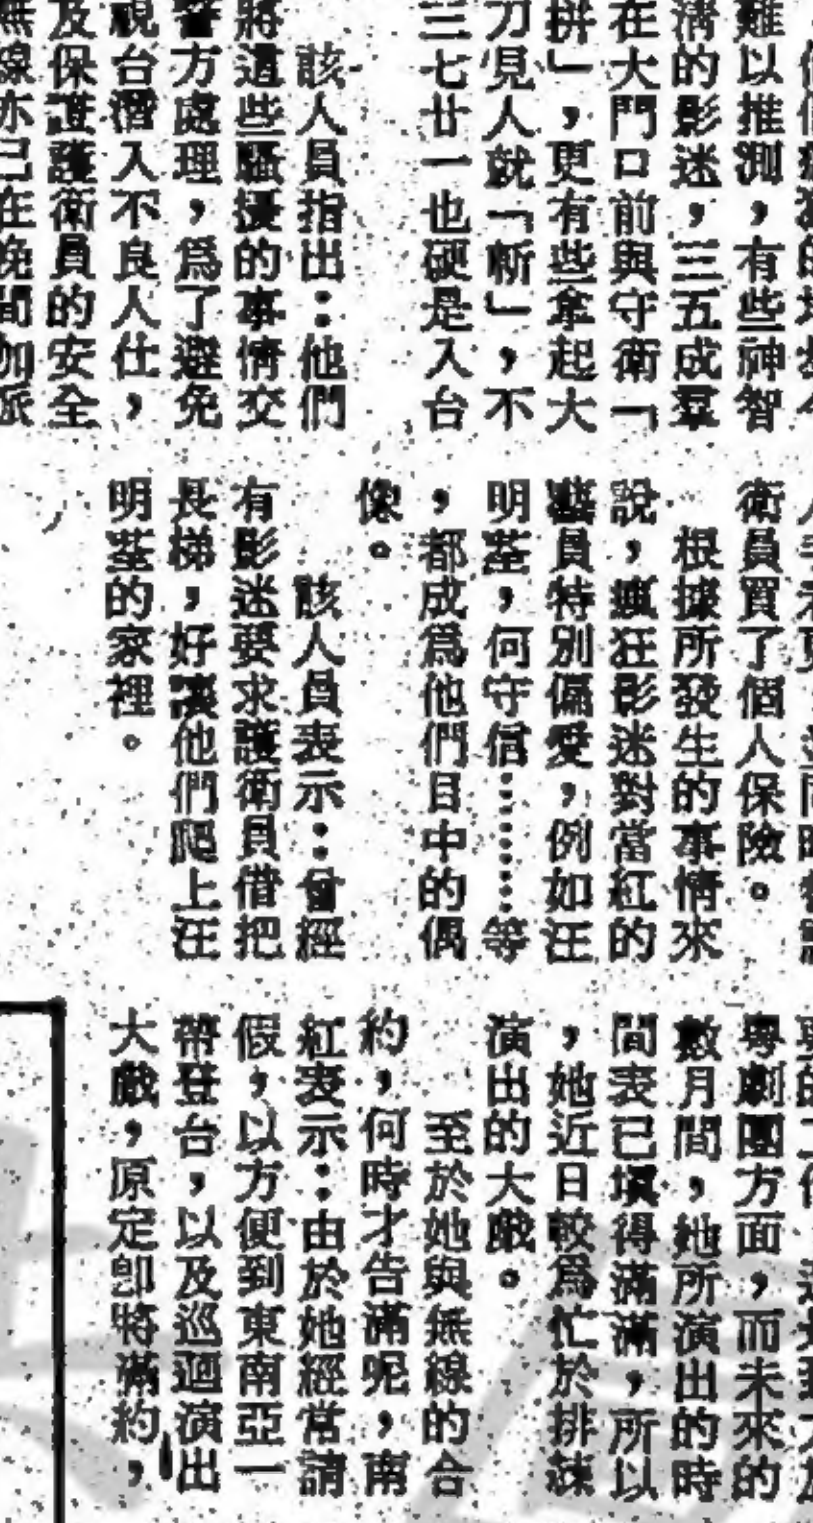 難以推測，有些神智
清的影迷，三五成羣
在大門口前與守衛「
拼」，更有些拿起大
刀見人就「斬」，不
三七廿一也硬是入台
該人員指出：他們
將這些騷擾的事情交
警方處理，爲了避免
視台潛入不良人仕，
及保護護衛員的安全
無線亦已在晚間加派
衛員買了個人保險。
根據所發生的事情來
說，瘋狂影迷對當紅的
藝員特別偏愛，例如汪
明荃，何守信………等
，都成爲他們目中的偶
像。
該人員表示：曾經
有影迷要求護衛員借把
長梯，好讓他們爬上汪
明荃的家裡。
粵劇團方面，而未來的
數月間，她所演出的時
間表已填得滿滿，所以
，她近日較爲忙於排練
演出的大戲。
至於她與無線的合
約，何時才告滿呢，南
紅表示：由於她經常請
假，以方便到東南亞一
帶登台，以及巡迴演出
大戲，原定卽將滿約，